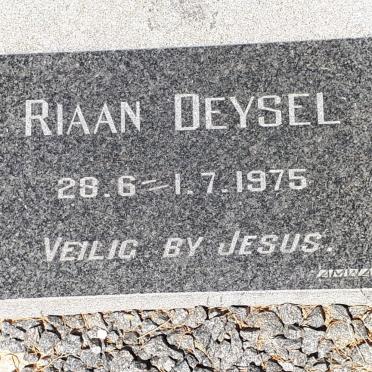 RIAAN DEYSEL
28.6–1.7.1975
VEILIG BY JESUS.